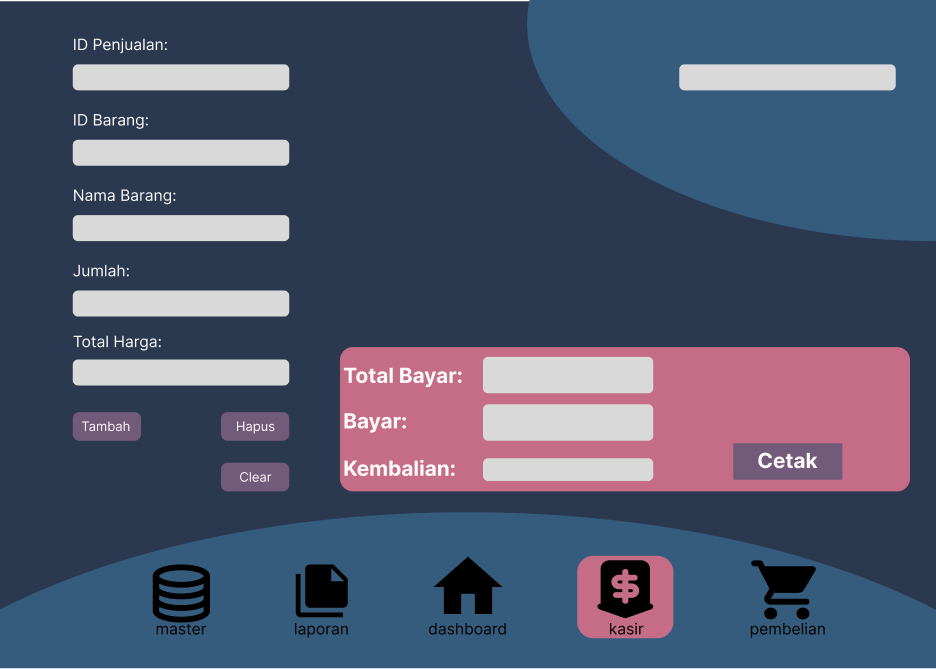 ID Penjualan:
ID Barang:
Nama Barang:
Jumlah:
Total Harga:
Tambah
Hapus
Clear
Total Bayar:
Bayar:
Kembalian:
Cetak
$
master
laporan
dashboard
kasir
pembelian